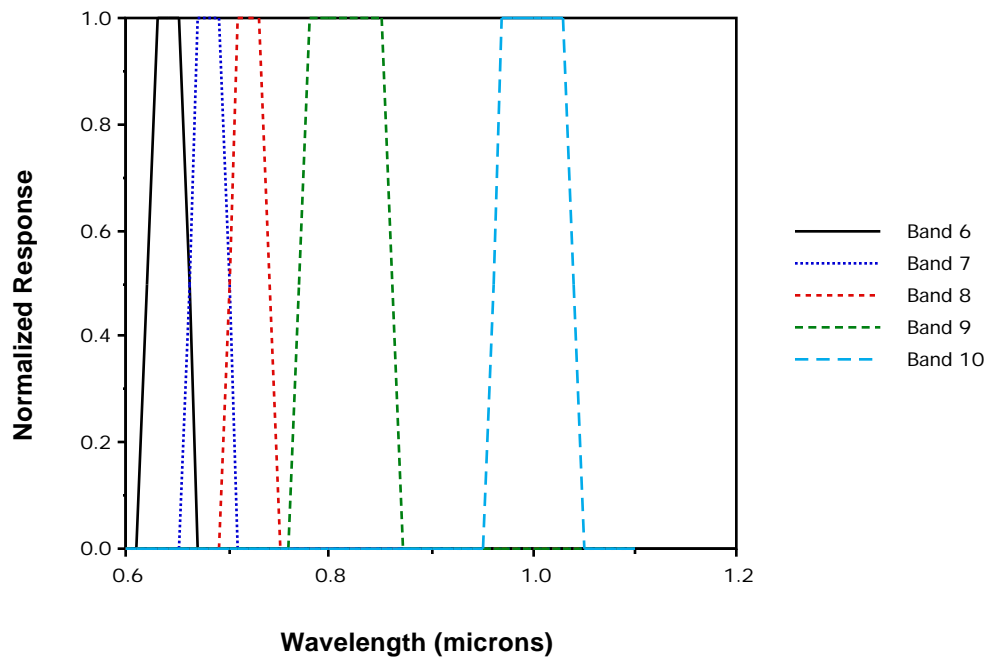 1.0
0.8
0.6
0.4
0.2
0.0
Normalized Response
0.6
0.8
1.0
1.2
Wavelength (microns)
Band 6
Band 7
Band 8
Band 9
Band 10